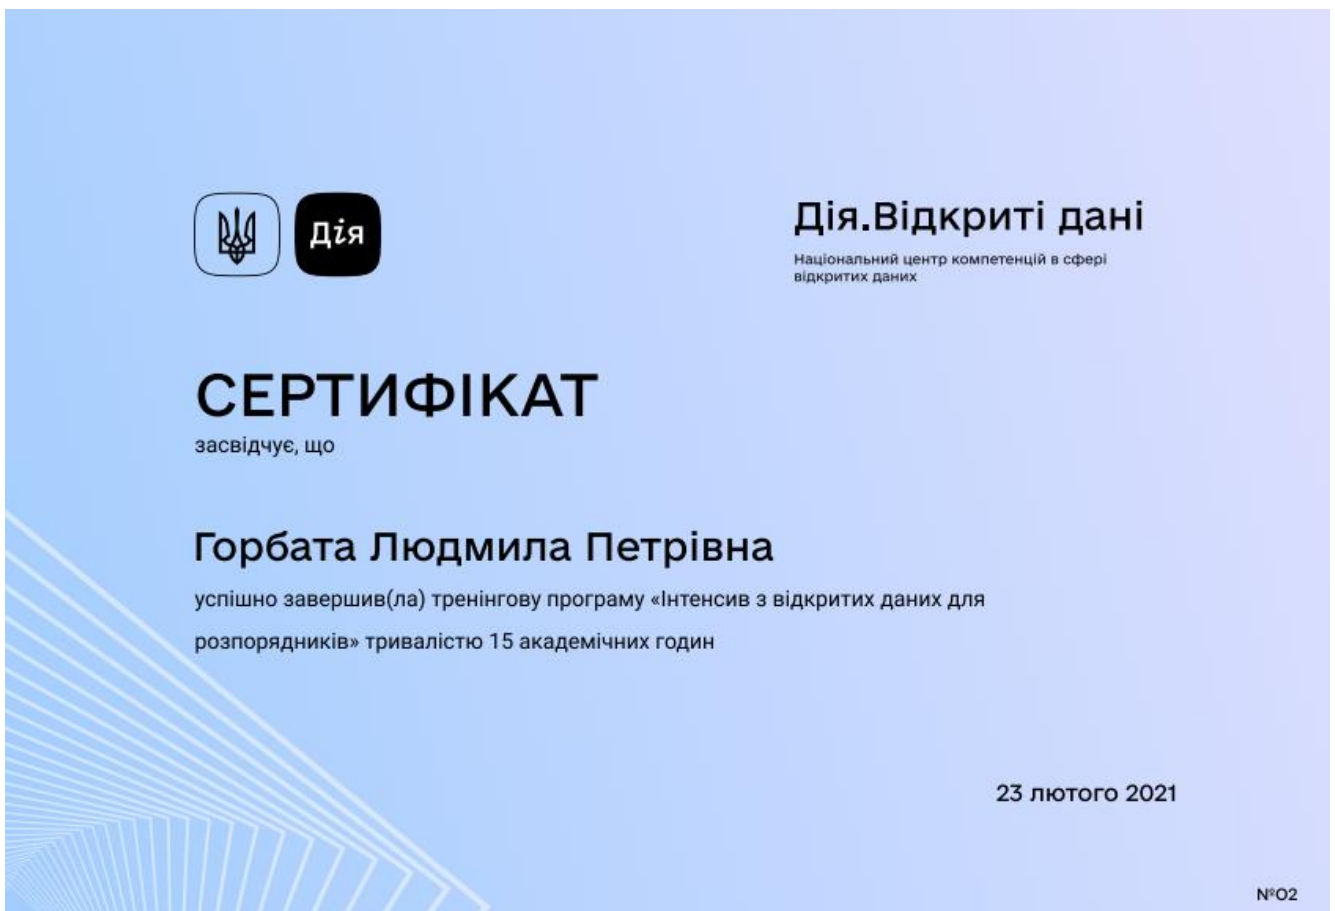 Дія
Дія.Відкриті дані
Національний центр компетенцій в сфері
відкритих даних
СЕРТИФІКАТ
засвідчує, що
Горбата Людмила Петрівна
успішно завершив(ла) тренінгову програму «Інтенсив з відкритих даних для
розпорядників» тривалістю 15 академічних годин
23 лютого 2021
№02